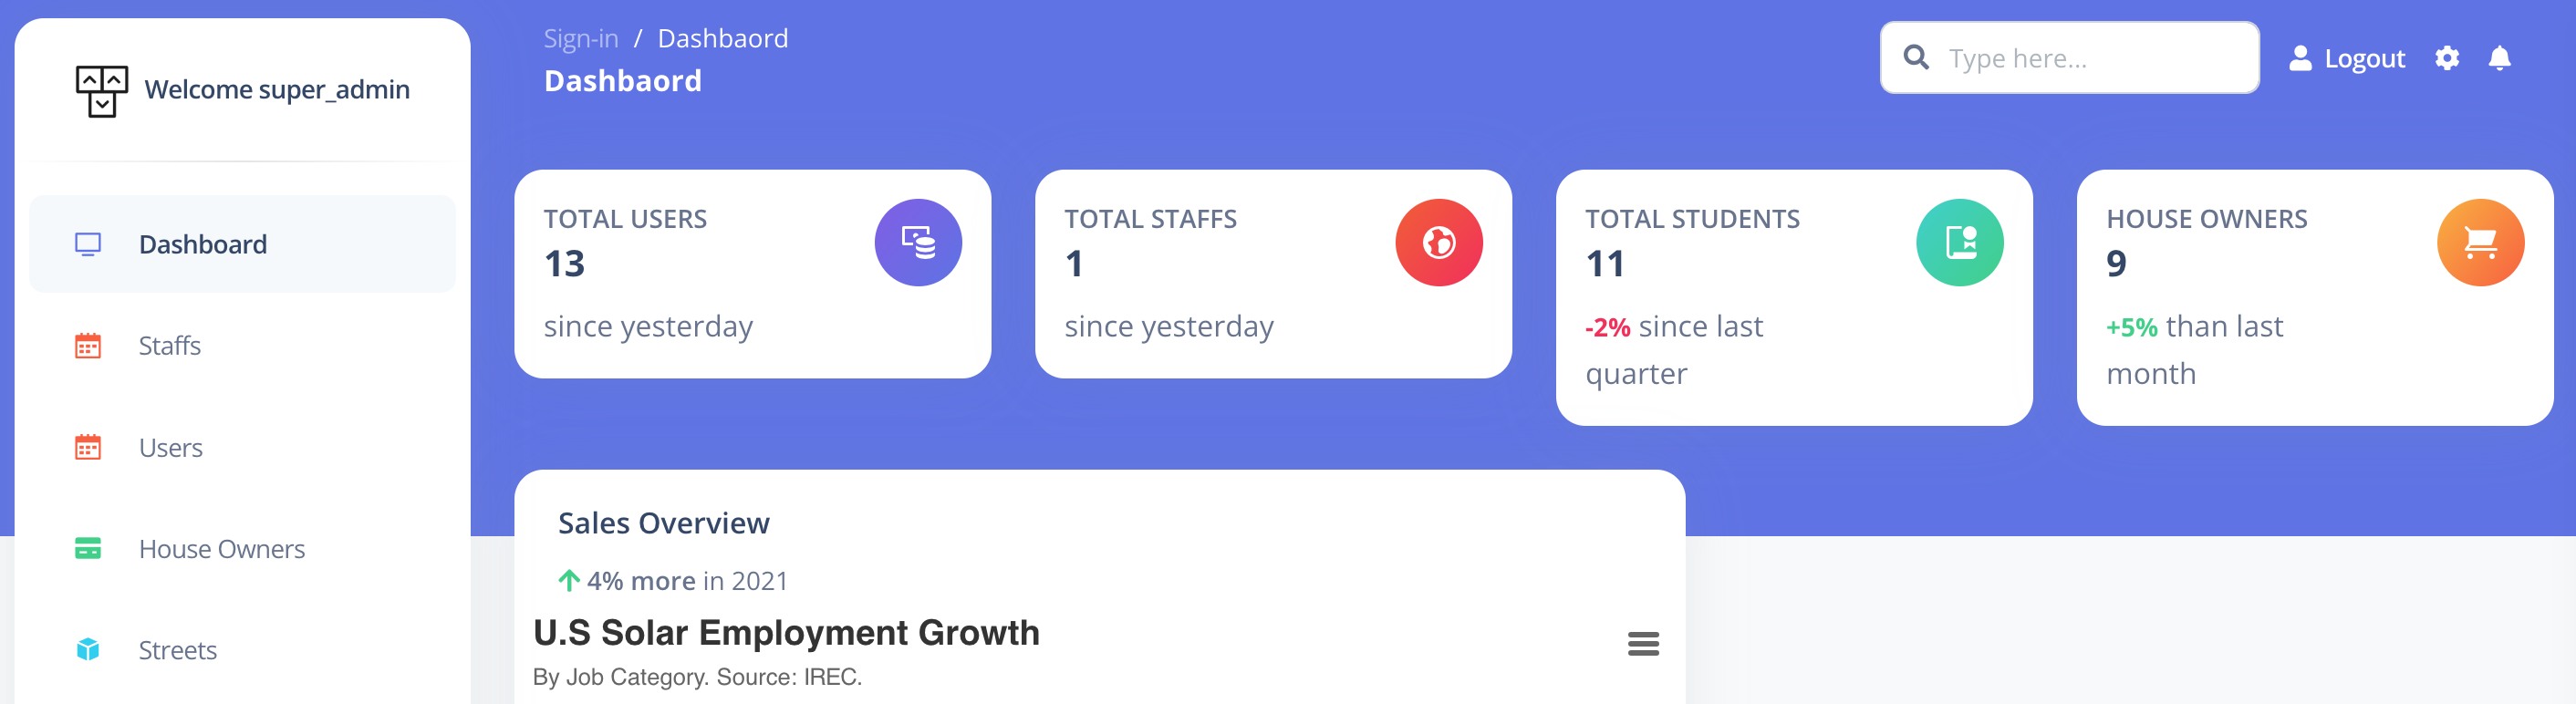 Welcome super_admin
Dashboard
Staffs
Users
House Owners
Streets
Sign-in / Dashbaord
Dashbaord
Type here...
Logout
TOTAL USERS
13
since yesterday
TOTAL STAFFS
1
since yesterday
TOTAL STUDENTS
11
-2% since last
quarter
HOUSE OWNERS
9
+5% than last
month
Sales Overview
4% more in 2021
U.S Solar Employment Growth
By Job Category. Source: IREC.